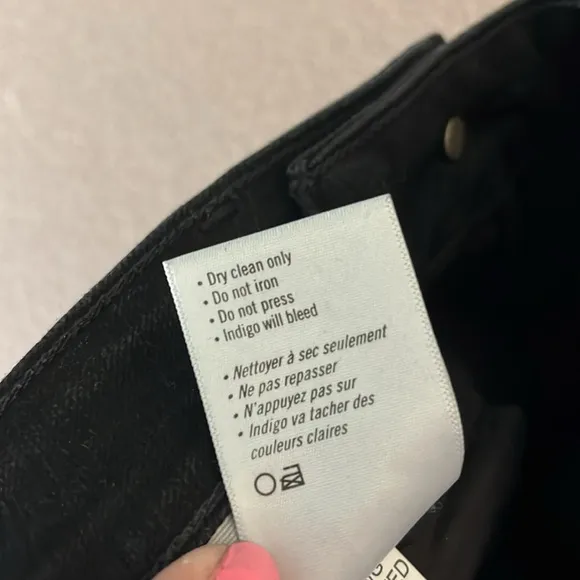 • Dry clean only
• Do not iron
• Do not press
• Indigo will bleed
• Nettoyer à sec seulement
• Ne pas repasser
• N'appuyez pas sur
• Indigo va tacher des
couleurs claires